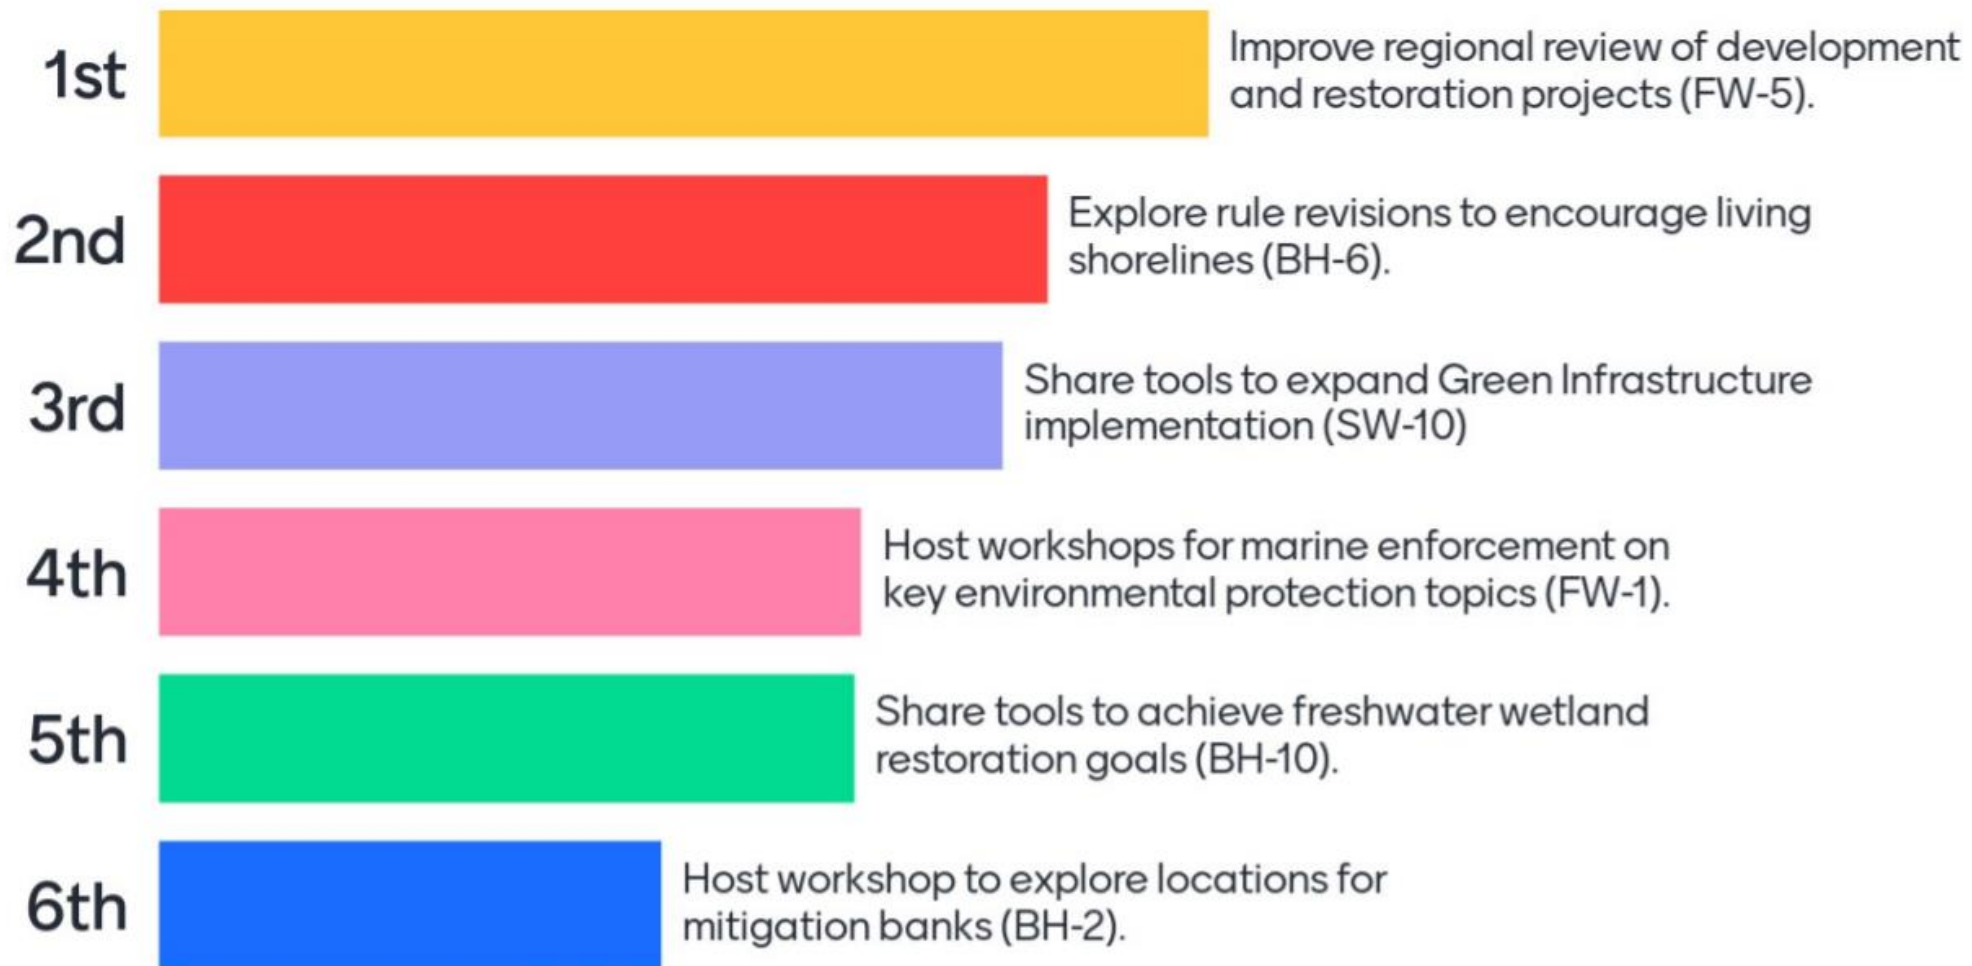 1st
Improve regional review of development
and restoration projects (FW-5).
2nd
Explore rule revisions to encourage living
shorelines (BH-6).
3rd
Share tools to expand Green Infrastructure
implementation (SW-10)
4th
Host workshops for marine enforcement on
key environmental protection topics (FW-1).
5th
Share tools to achieve freshwater wetland
restoration goals (BH-10).
6th
Host workshop to explore locations for
mitigation banks (BH-2).